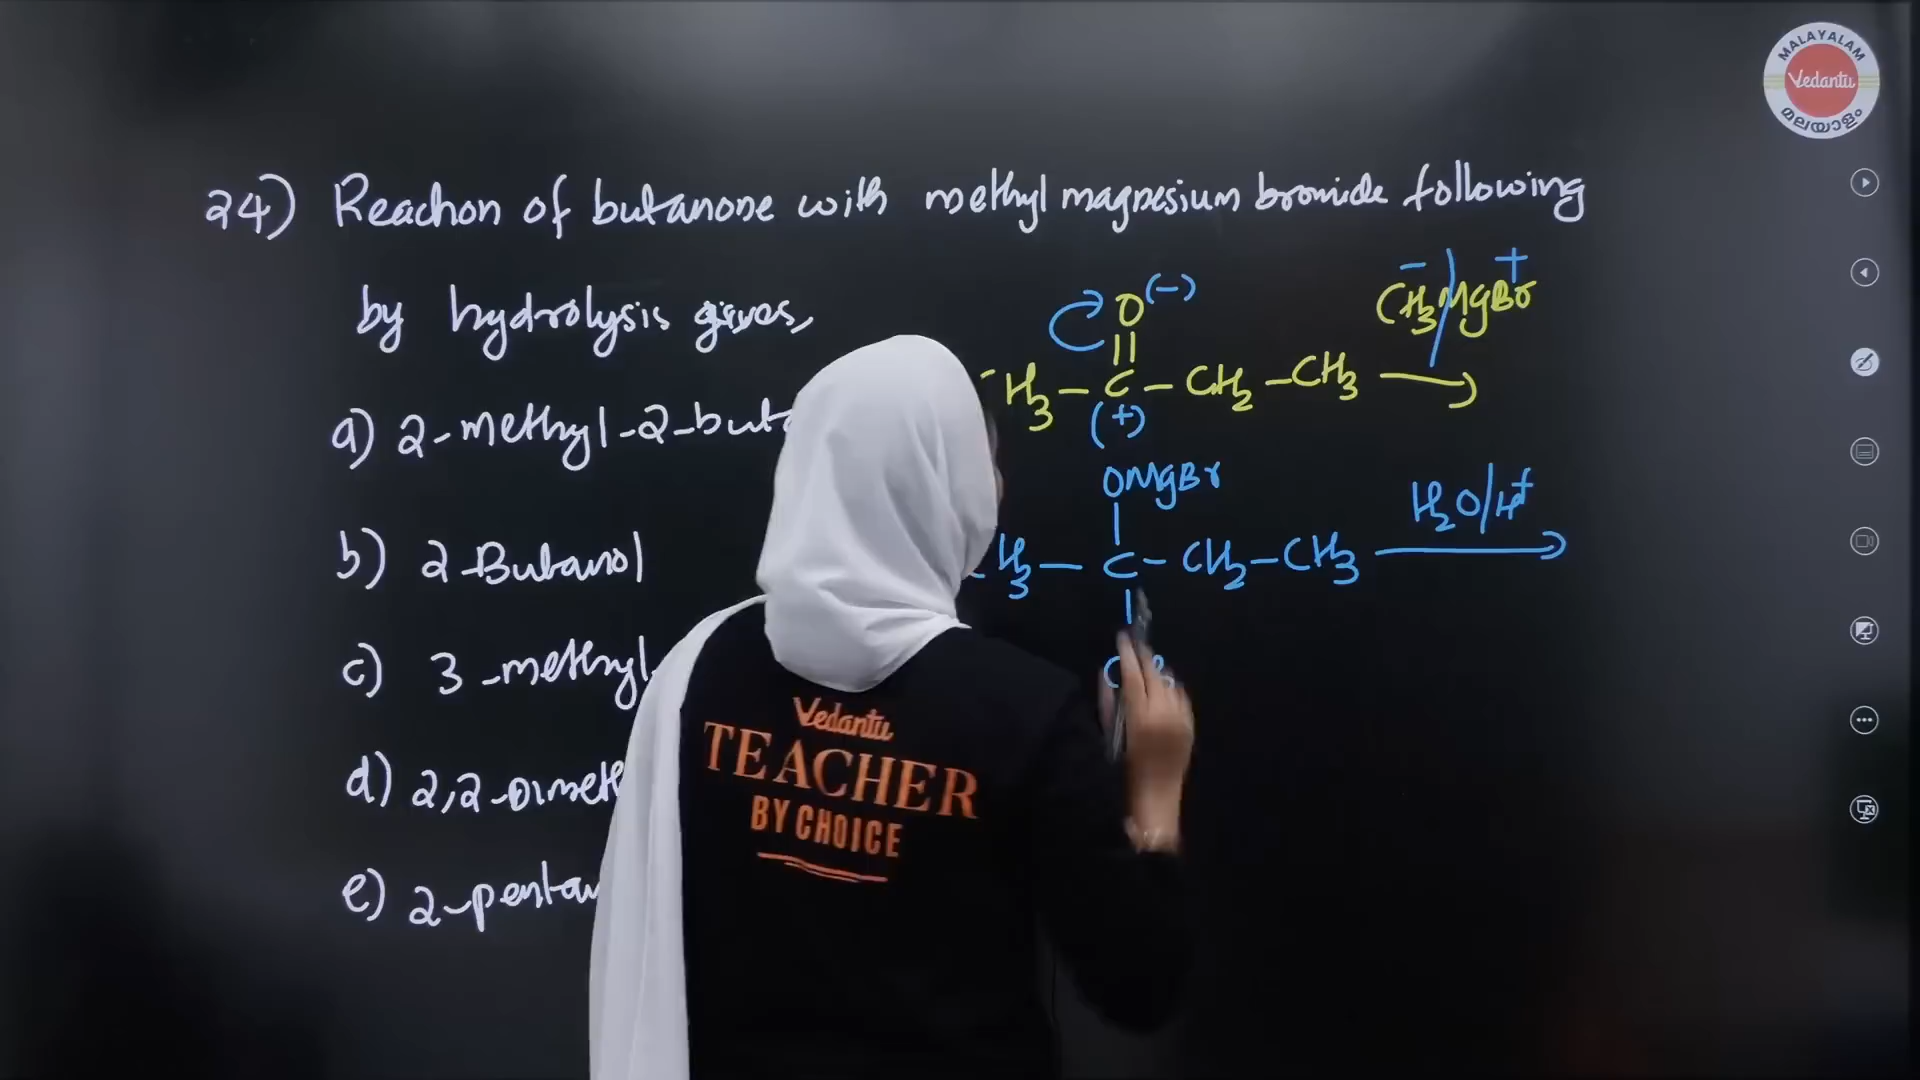 MALAYALAM
Vedantu
മലയാളം
24) Reaction of butanone with methyl magnesium bromide following
by hydrolysis gives,
a) 2-methyl-2-but
b) 2-Butanol
c) 3-methyl-
d) 2,2-Dimeth
e) 2-pentan
O (-)
- +
CH3MgBr
H3 - C - CH2 - CH3
(+)
OMgBr
H2O/H+
H3 - C - CH2 - CH3
Vedantu
TEACHER
BY CHOICE